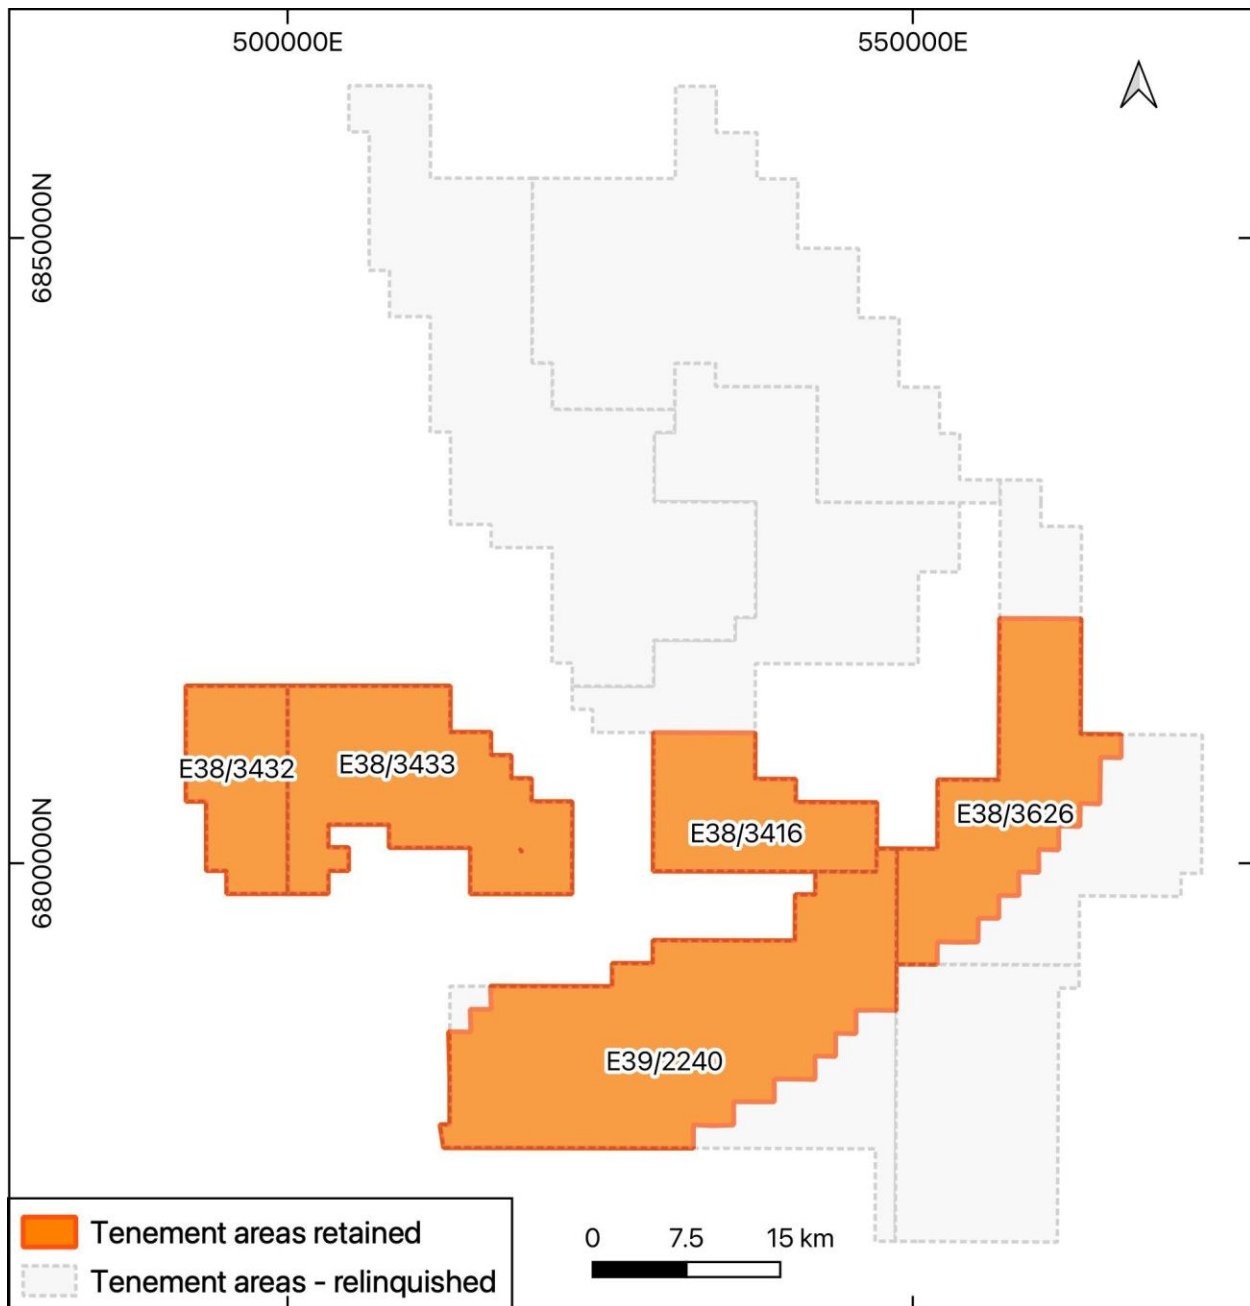 500000E
550000E
6850000N
E38/3432
E38/3433
E38/3626
E38/3416
6800000N
E39/2240
Tenement areas retained
Tenement areas - relinquished
0 7.5 15 km